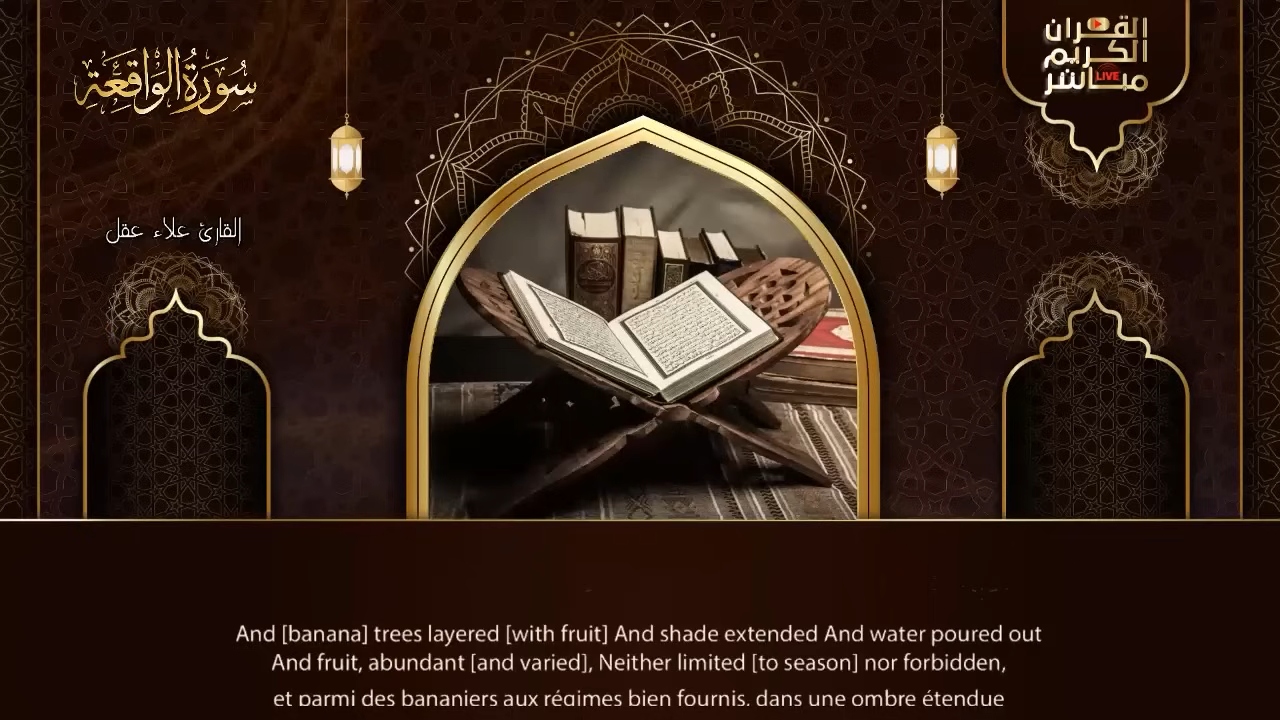 سُورَةُ الوَاقِعَة
القرآن
الكريم
مباشر
LIVE
القارئ علاء عقل
And [banana] trees layered [with fruit] And shade extended And water poured out
And fruit, abundant [and varied], Neither limited [to season] nor forbidden,
et parmi des bananiers aux régimes bien fournis, dans une ombre étendue